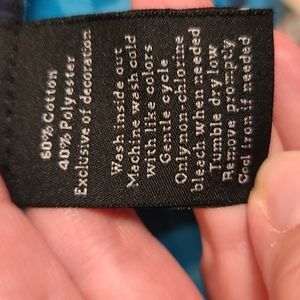 60% Cotton
40% Polyester
Exclusive of decoration
Wash inside out
Machine wash cold
with like colors
Gentle cycle
Only non chlorine
bleach when needed
Tumble dry low
Remove promptly
Cool iron if needed